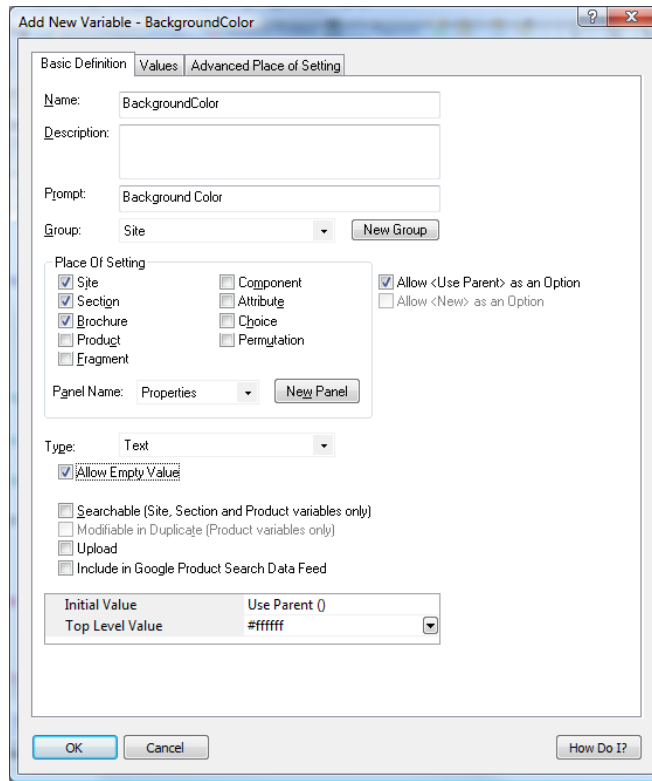 Add New Variable - BackgroundColor
Basic Definition Values Advanced Place of Setting
Name: BackgroundColor
Description:
Prompt: Background Color
Group: Site New Group
Place Of Setting
Site Component Allow <Use Parent> as an Option
Section Attribute Allow <New> as an Option
Brochure Choice
Product Permutation
Fragment
Panel Name: Properties New Panel
Type: Text
Allow Empty Value
Searchable (Site, Section and Product variables only)
Modifiable in Duplicate (Product variables only)
Upload
Include in Google Product Search Data Feed
Initial Value Use Parent ()
Top Level Value #ffffff
OK Cancel How Do I?